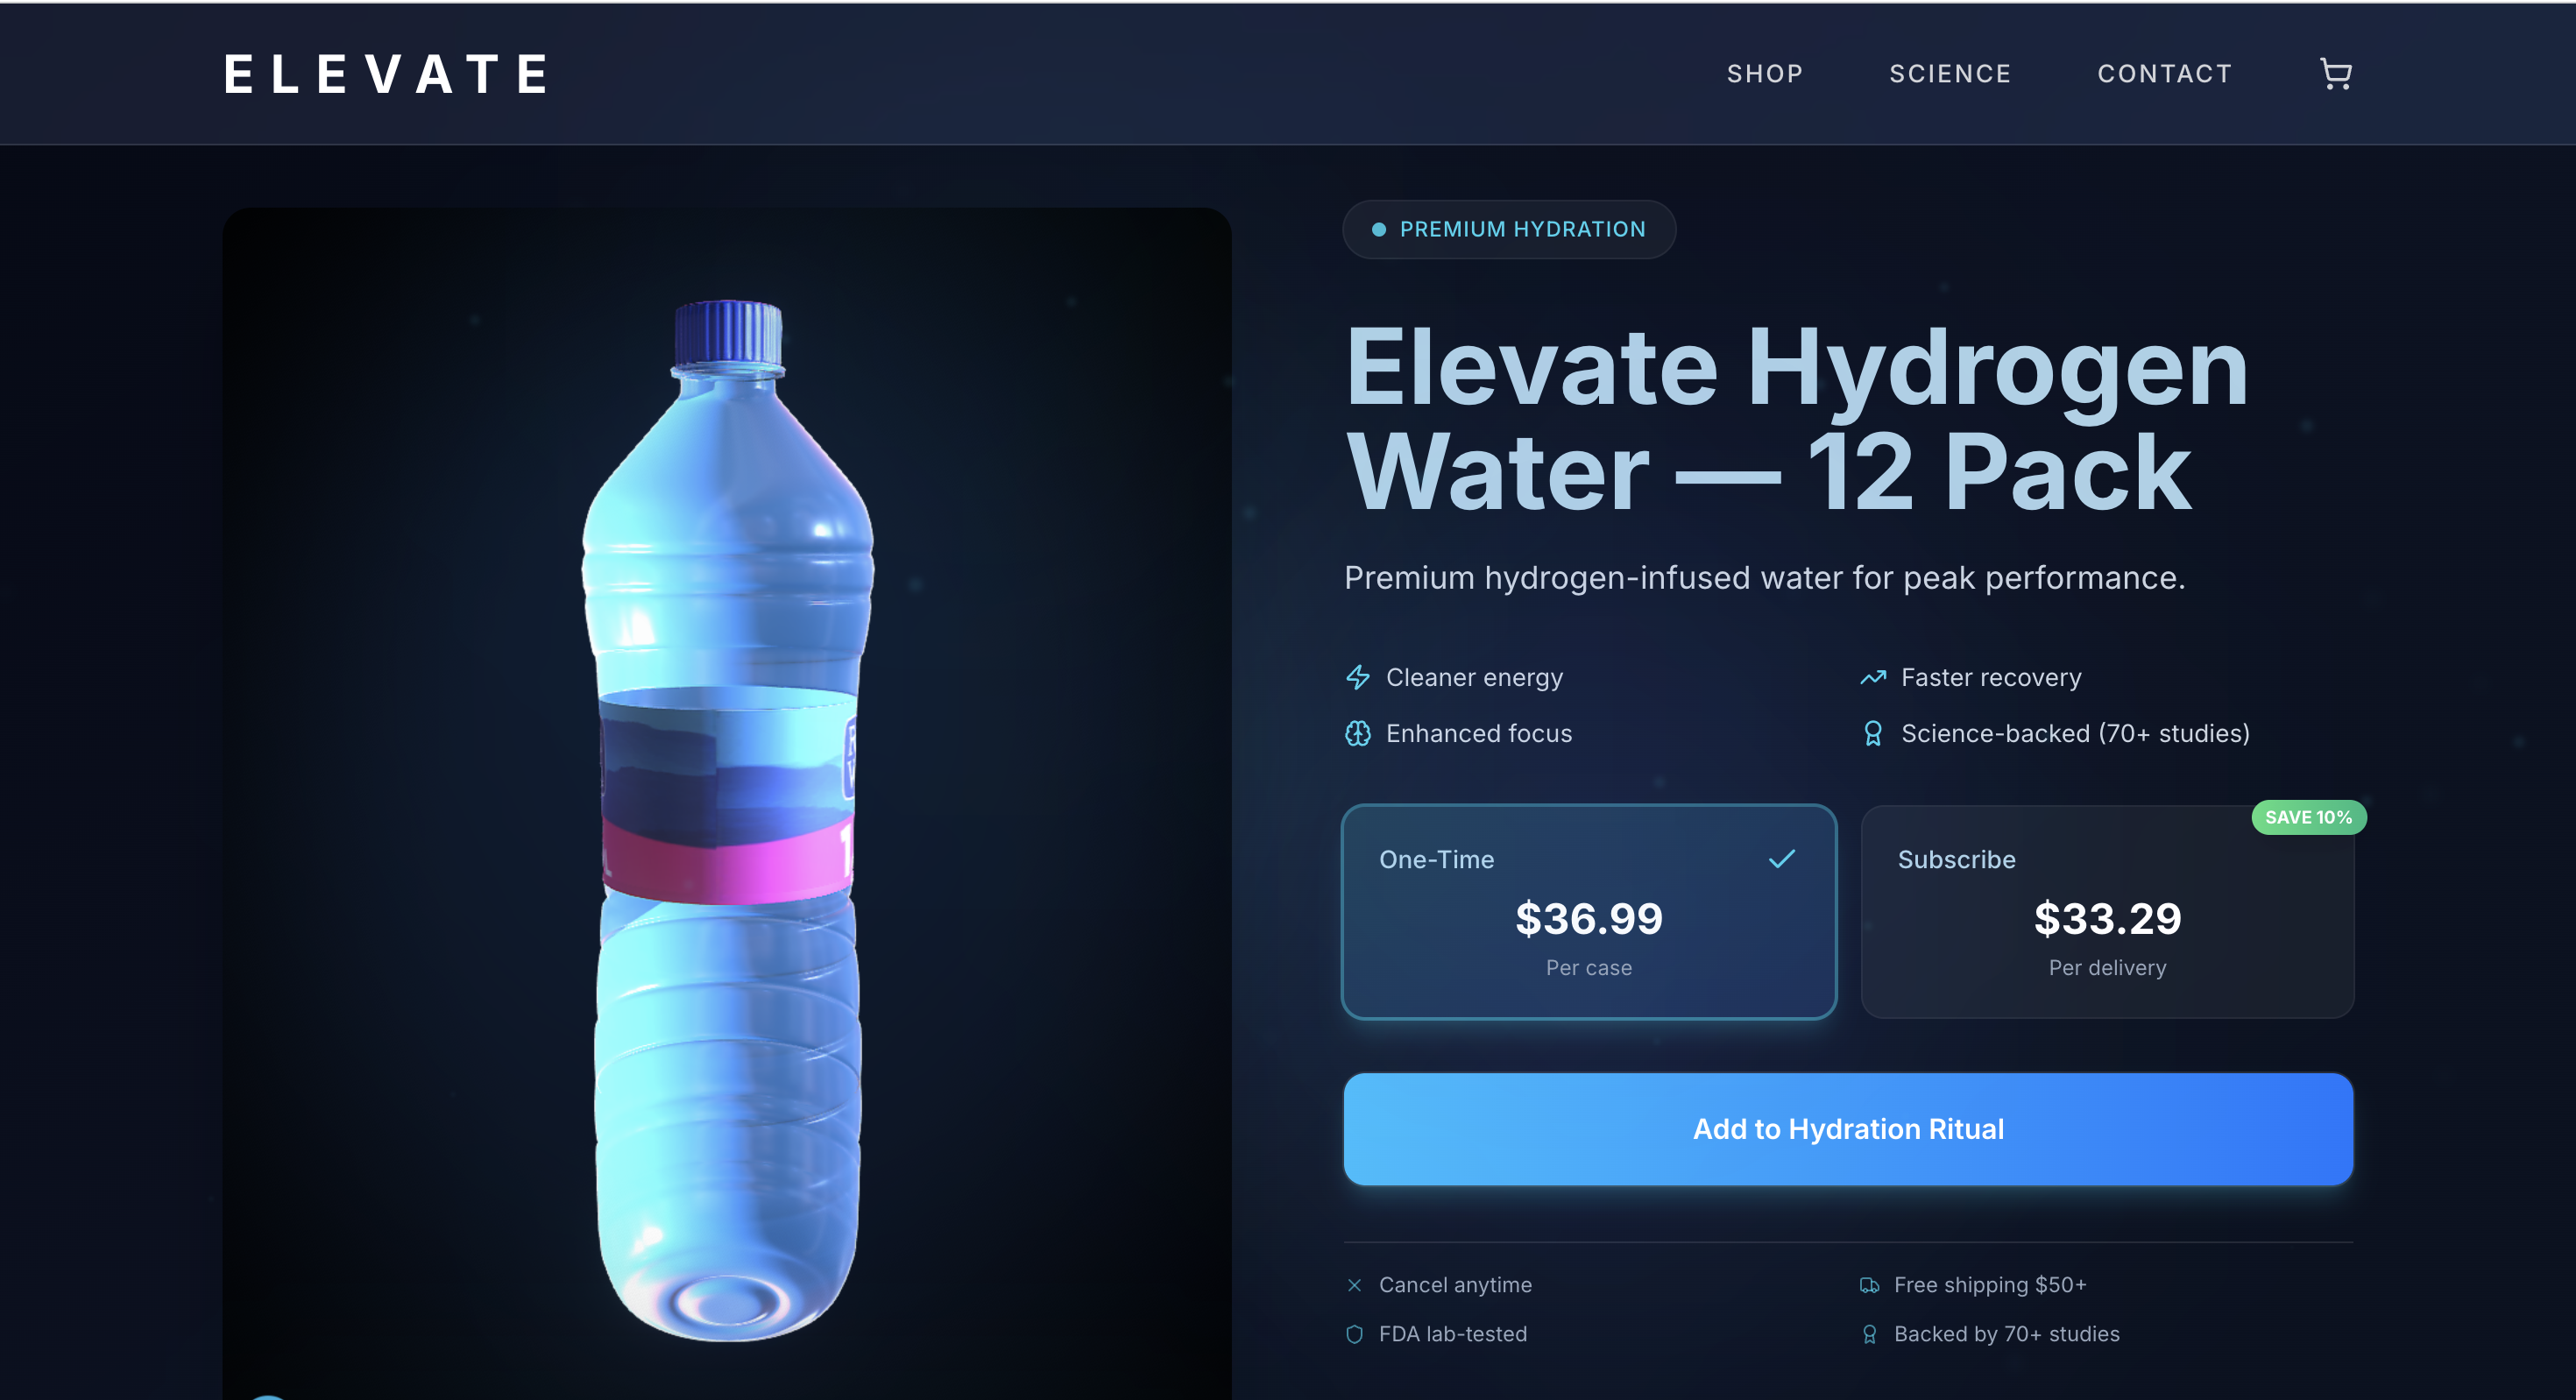 ELEVATE
SHOP
SCIENCE
CONTACT
PREMIUM HYDRATION
Elevate Hydrogen
Water — 12 Pack
Premium hydrogen-infused water for peak performance.
Cleaner energy
Faster recovery
Enhanced focus
Science-backed (70+ studies)
SAVE 10%
One-Time
Subscribe
$36.99
$33.29
Per case
Per delivery
Add to Hydration Ritual
Cancel anytime
Free shipping $50+
FDA lab-tested
Backed by 70+ studies